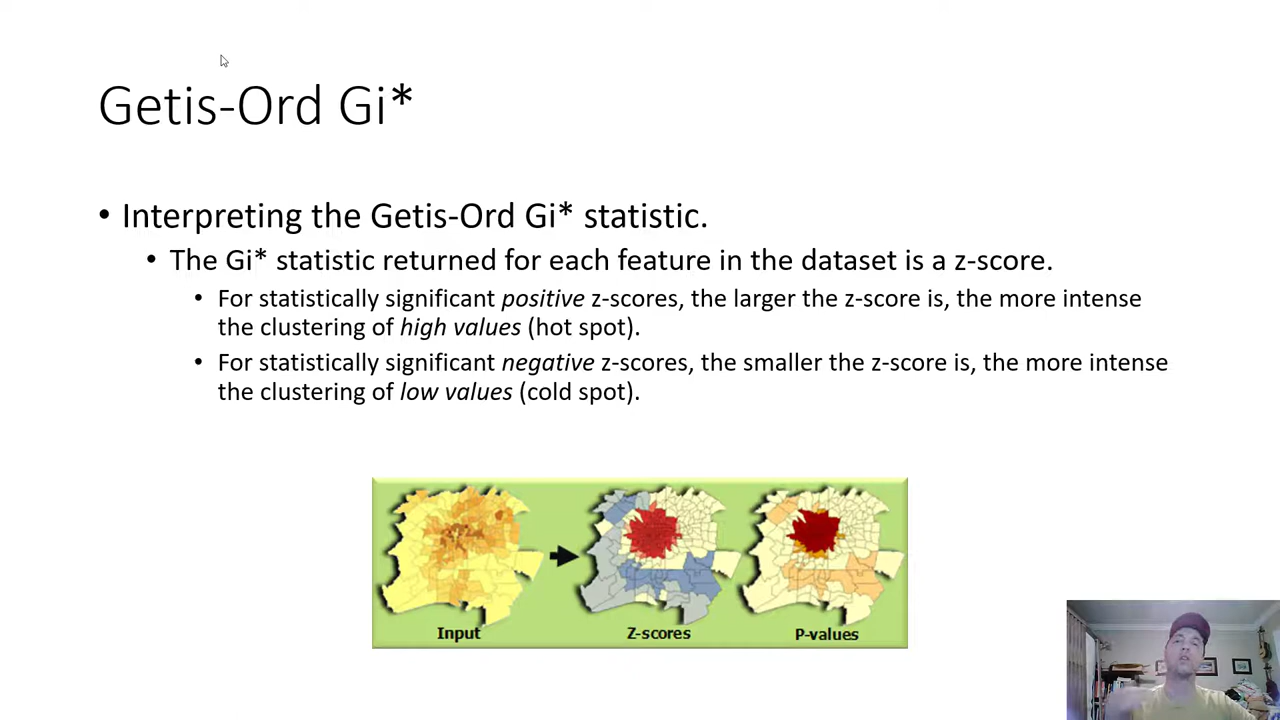 Getis-Ord Gi*
• Interpreting the Getis-Ord Gi* statistic.
• The Gi* statistic returned for each feature in the dataset is a z-score.
• For statistically significant positive z-scores, the larger the z-score is, the more intense
the clustering of high values (hot spot).
• For statistically significant negative z-scores, the smaller the z-score is, the more intense
the clustering of low values (cold spot).
Input
Z-scores
P-values